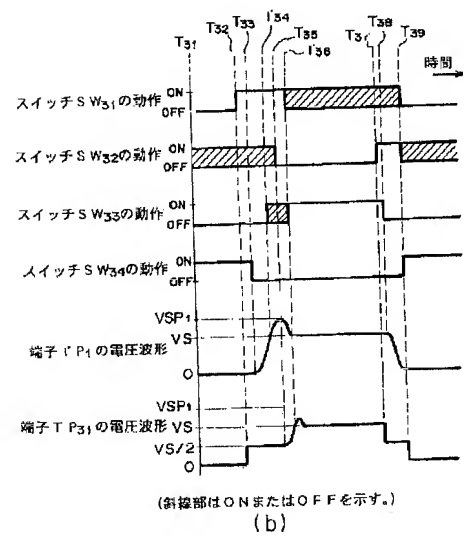 T31 T32 T33 T34 T35 T36 T37 T38 T39
時間
スイッチSW31の動作 ON
OFF
スイッチSW32の動作 ON
OFF
スイッチSW33の動作 ON
OFF
スイッチSW34の動作 ON
OFF
VSP1
VS
端子TP1の電圧波形
0
VSP1
端子TP31の電圧波形 VS
VS/2
0
(斜線部はONまたはOFFを示す。)
(b)